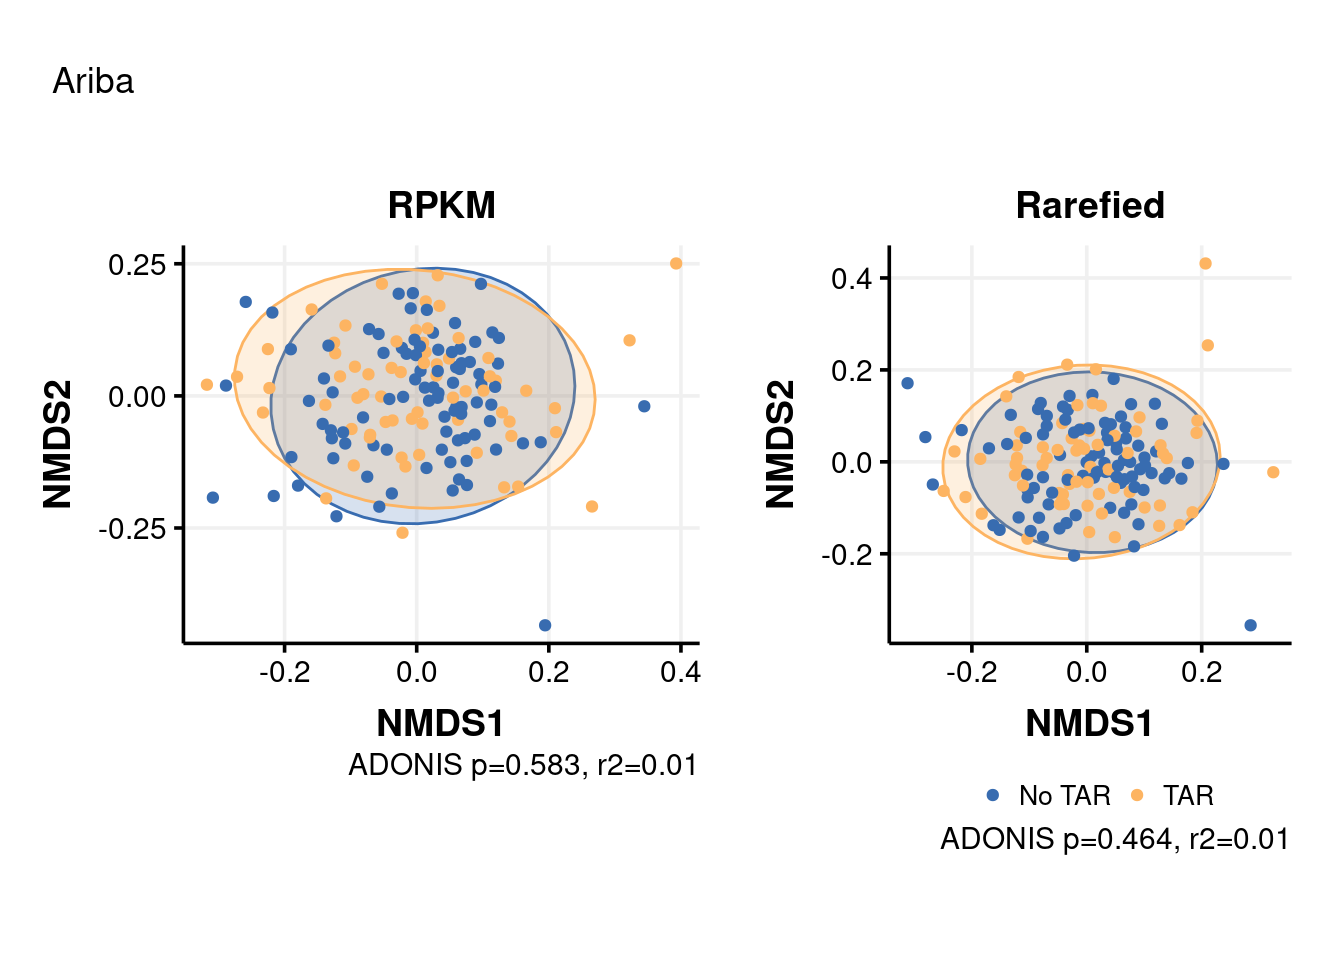 Ariba
RPKM
NMDS2
0.25
0.00
-0.25
-0.2 0.0 0.2 0.4
NMDS1
ADONIS p=0.583, r2=0.01
Rarefied
NMDS2
0.4
0.2
0.0
-0.2
-0.2 0.0 0.2
NMDS1
No TAR TAR
ADONIS p=0.464, r2=0.01